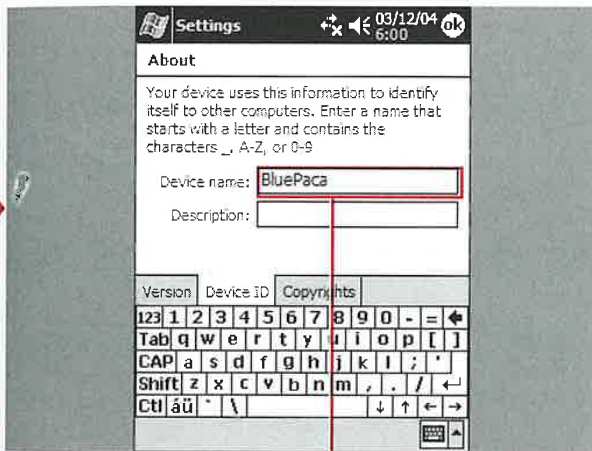 Settings
03/12/04
6:00
ok
About
Your device uses this information to identify
itself to other computers. Enter a name that
starts with a letter and contains the
characters _, A-Z, or 0-9
Device name: BluePaca
Description:
Version Device ID Copyrights
123 1 2 3 4 5 6 7 8 9 0 - =
Tab q w e r t y u i o p [ ]
CAP a s d f g h j k l ; '
Shift z x c v b n m , . /
Ctl áü ` \